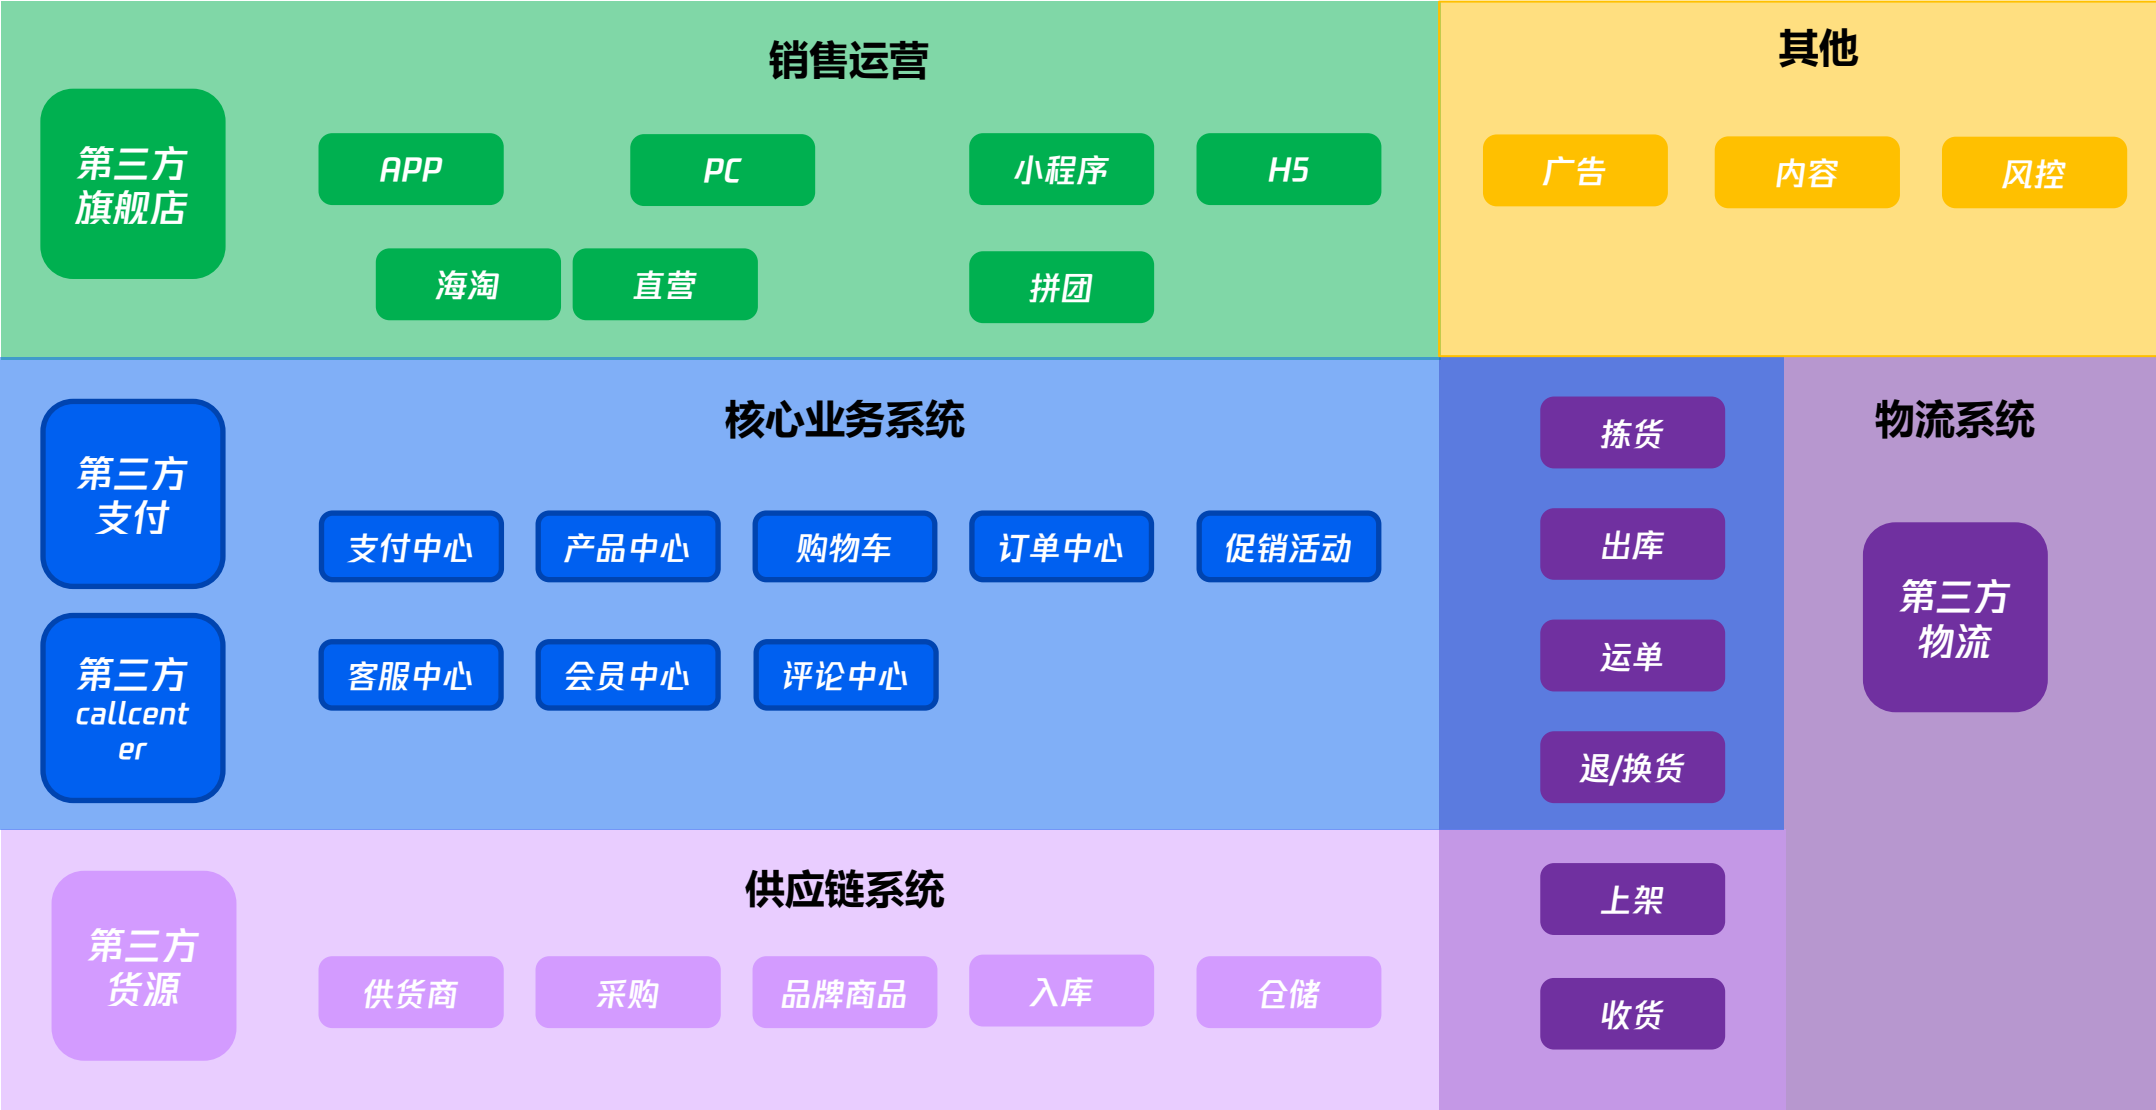 销售运营
第三方
旗舰店
APP
PC
小程序
H5
海淘
直营
拼团
其他
广告
内容
风控
核心业务系统
第三方
支付
支付中心
产品中心
购物车
订单中心
促销活动
第三方
callcent
er
客服中心
会员中心
评论中心
拣货
出库
运单
退/换货
物流系统
第三方
物流
供应链系统
第三方
货源
供货商
采购
品牌商品
入库
仓储
上架
收货